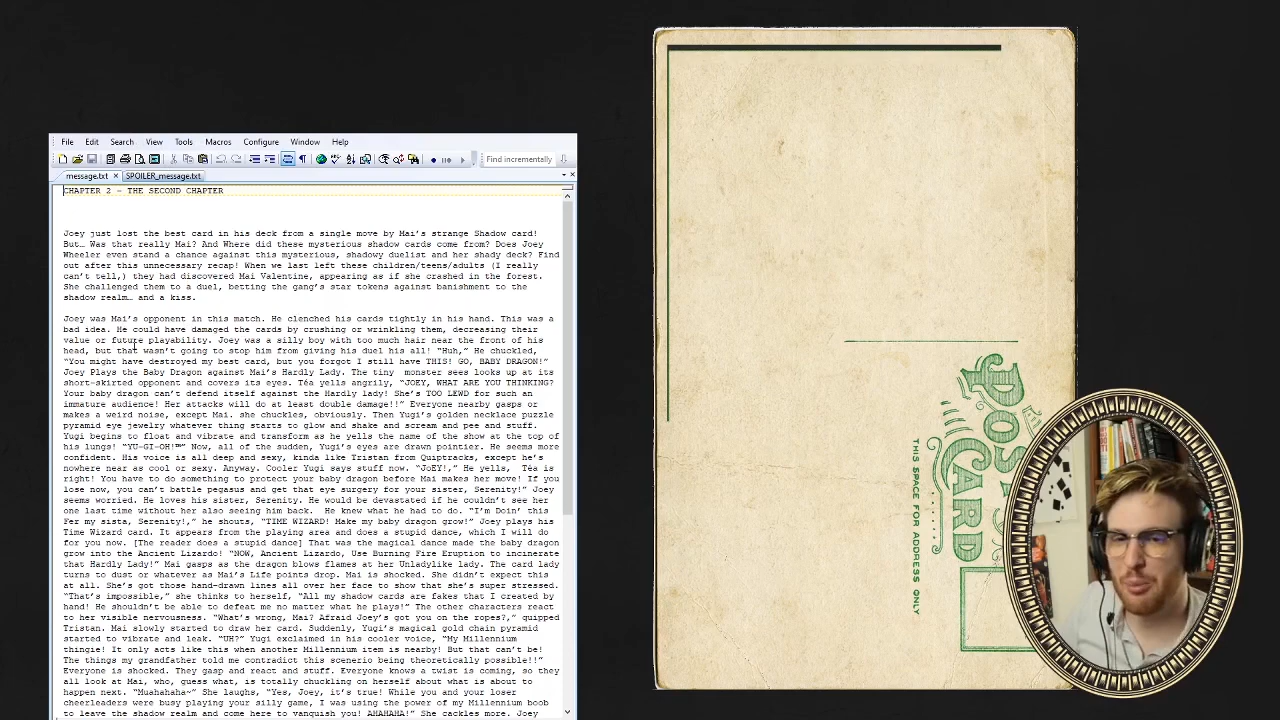 File Edit Search View Tools Macros Configure Window Help
Find incrementally
message.txt SPOILER_message.txt
CHAPTER 2 - THE SECOND CHAPTER
Joey just lost the best card in his deck from a single move by Mai's strange Shadow card!
But… Was that really Mai? And Where did these mysterious shadow cards come from? Does Joey
Wheeler even stand a chance against this mysterious, shadowy duelist and her shady deck? Find
out after this unnecessary recap! When we last left these children/teens/adults (I really
can't tell,) they had discovered Mai Valentine, appearing as if she crashed in the forest.
She challenged them to a duel, betting the gang's star tokens against banishment to the
shadow realm… and a kiss.
Joey was Mai's opponent in this match. He clenched his cards tightly in his hand. This was a
bad idea. He could have damaged the cards by crushing or wrinkling them, decreasing their
value or future playability. Joey was a silly boy with too much hair near the front of his
head, but that wasn't going to stop him from giving his duel his all! "Huh," He chuckled,
"You might have destroyed my best card, but you forgot I still have THIS! GO, BABY DRAGON!"
Joey Plays the Baby Dragon against Mai's Hardly Lady. The tiny  monster sees looks up at its
short-skirted opponent and covers its eyes. Téa yells angrily, "JOEY, WHAT ARE YOU THINKING?
Your baby dragon can't defend itself against the Hardly Lady! She's TOO LEWD for such an
immature audience! Her attacks will do at least double damage!!" Everyone nearby gasps or
makes a weird noise, except Mai. she chuckles, obviously. Then Yugi's golden necklace puzzle
pyramid eye jewelry whatever thing starts to glow and shake and scream and pee and stuff.
Yugi begins to float and vibrate and transform as he yells the name of the show at the top of
his lungs! "YU-GI-OH!™" Now, all of the sudden, Yugi's eyes are drawn pointier. He seems more
confident. His voice is all deep and sexy, kinda like Tristan from Quiptracks, except he's
nowhere near as cool or sexy. Anyway. Cooler Yugi says stuff now. "JoEY!," He yells,  Téa is
right! You have to do something to protect your baby dragon before Mai makes her move! If you
lose now, you can't battle pegasus and get that eye surgery for your sister, Serenity!" Joey
seems worried. He loves his sister, Serenity. He would be devastated if he couldn't see her
one last time without her also seeing him back.  He knew what he had to do. "I'm Doin' this
Fer my sista, Serenity!," he shouts, "TIME WIZARD! Make my baby dragon grow!" Joey plays his
Time Wizard card. It appears from the playing area and does a stupid dance, which I will do
for you now. [The reader does a stupid dance] That was the magical dance made the baby dragon
grow into the Ancient Lizardo! "NOW, Ancient Lizardo, Use Burning Fire Eruption to incinerate
that Hardly Lady!" Mai gasps as the dragon blows flames at her Unladylike lady. The card lady
turns to dust or whatever as Mai's Life points drop. Mai is shocked. She didn't expect this
at all. She's got those hand-drawn lines all over her face to show that she's super stressed.
"That's impossible," she thinks to herself, "All my shadow cards are fakes that I created by
hand! He shouldn't be able to defeat me no matter what he plays!" The other characters react
to her visible nervousness. "What's wrong, Mai? Afraid Joey's got you on the ropes?," quipped
Tristan. Mai slowly started to draw her card. Suddenly, Yugi's magical gold chain pyramid
started to vibrate and leak. "UH?" Yugi exclaimed in his cooler voice, "My Millennium
thingie! It only acts like this when another Millennium item is nearby! But that can't be!
The things my grandfather told me contradict this scenerio being theoretically possible!!"
Everyone is shocked. They gasp and react and stuff. Everyone knows a twist is coming, so they
all look at Mai, who, guess what, is totally chuckling on herself about what is about to
happen next. "Muahahaha~" She laughs, "Yes, Joey, it's true! While you and your loser
cheerleaders were busy playing your silly game, I was using the power of my Millennium boob
to leave the shadow realm and come here to vanquish you! AHAHAHA!" She cackles more. Joey
POST
CARD
THIS SPACE FOR ADDRESS ONLY